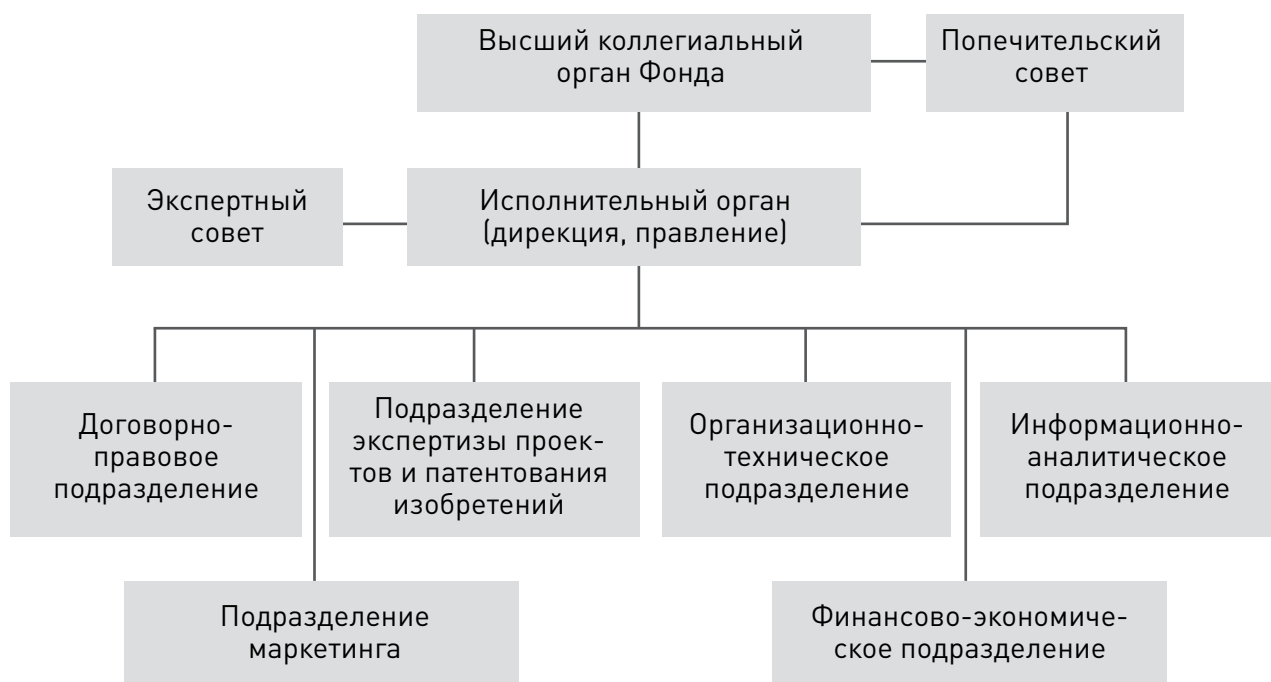 Высший коллегиальный
орган Фонда
Попечительский
совет
Экспертный
совет
Исполнительный орган
(дирекция, правление)
Договорно-
правовое
подразделение
Подразделение
экспертизы проек-
тов и патентования
изобретений
Организационно-
техническое
подразделение
Информационно-
аналитическое
подразделение
Подразделение
маркетинга
Финансово-экономиче-
ское подразделение